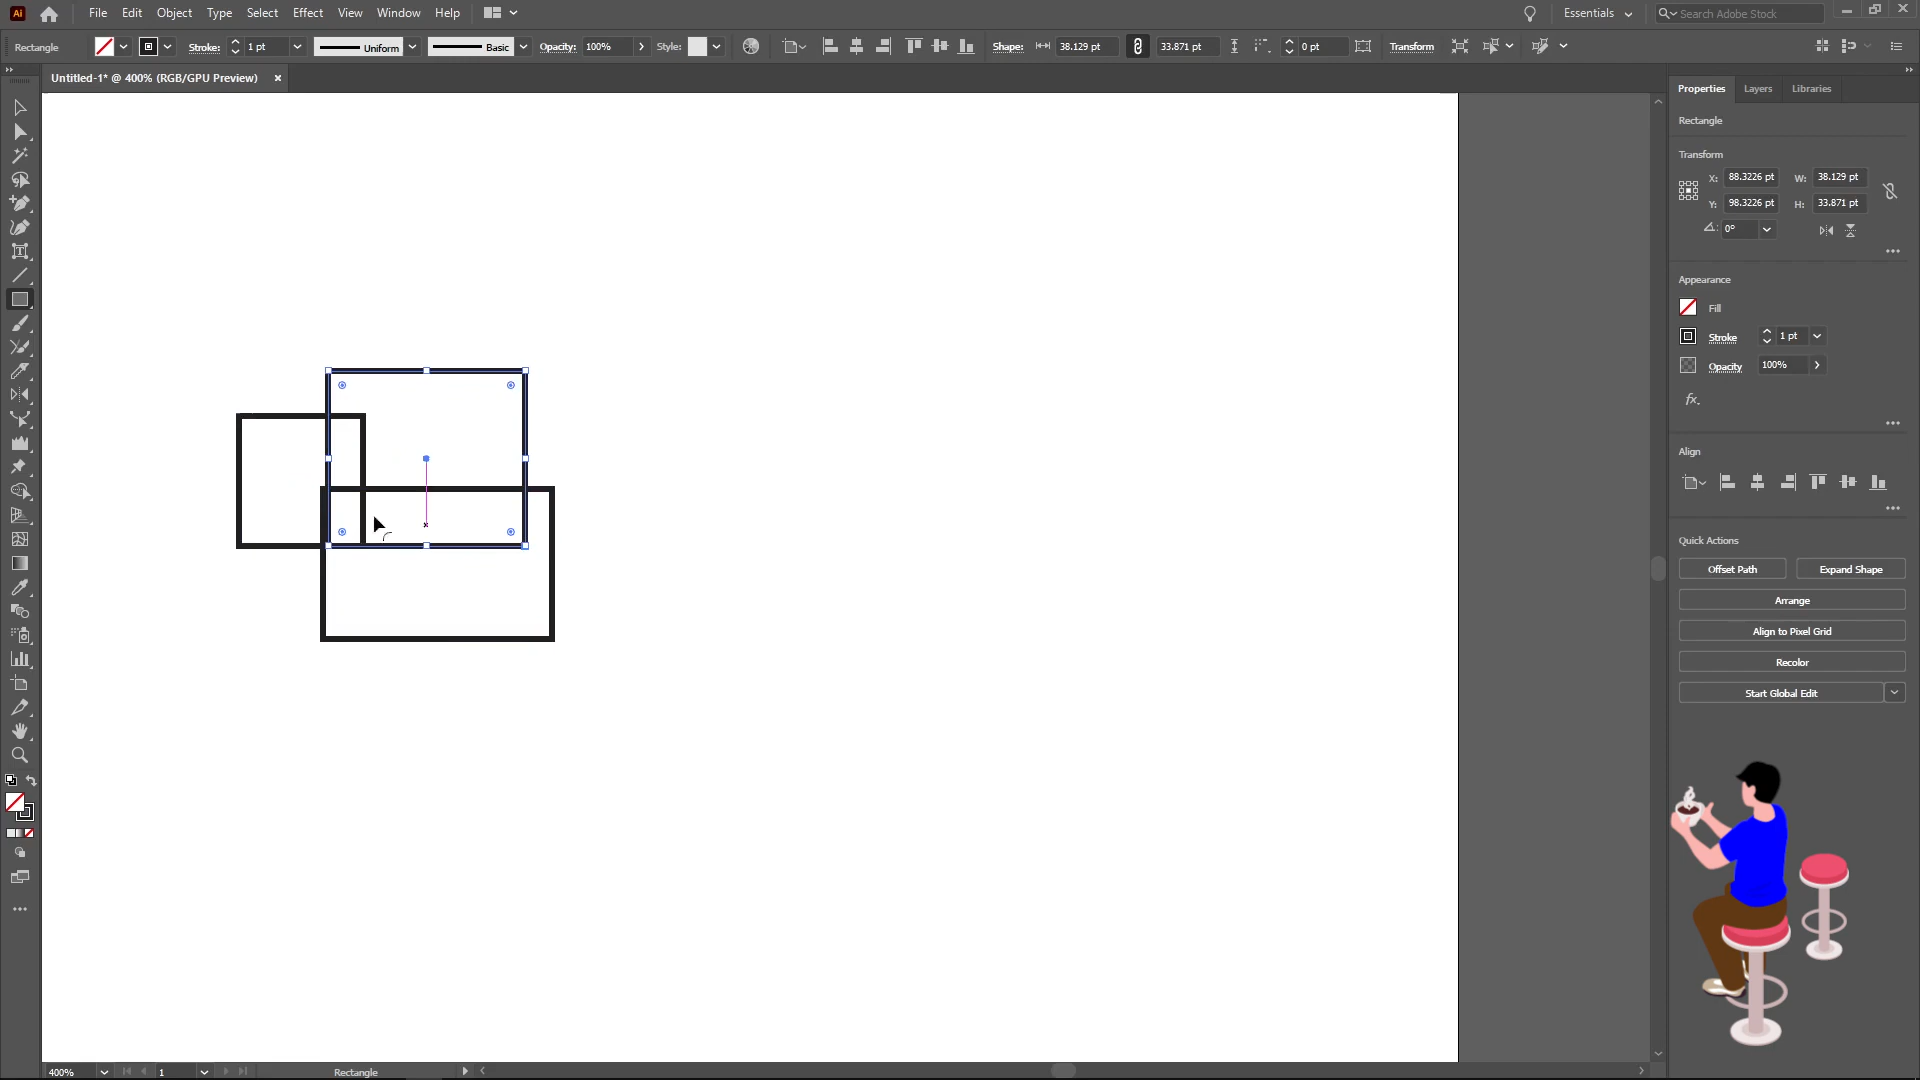 Ai File Edit Object Type Select Effect View Window Help Essentials Search Adobe Stock
Rectangle Stroke: 1 pt Uniform Basic Opacity: 100% Style: Shape: 38.129 pt 33.871 pt 0 pt Transform
Untitled-1* @ 400% (RGB/GPU Preview) ×
Properties Layers Libraries
Rectangle
Transform
X: 88.3226 pt W: 38.129 pt
Y: 98.3226 pt H: 33.871 pt
0°
Appearance
Fill
Stroke 1 pt
Opacity 100%
fx.
Align
Quick Actions
Offset Path Expand Shape
Arrange
Align to Pixel Grid
Recolor
Start Global Edit
400% 1 Rectangle